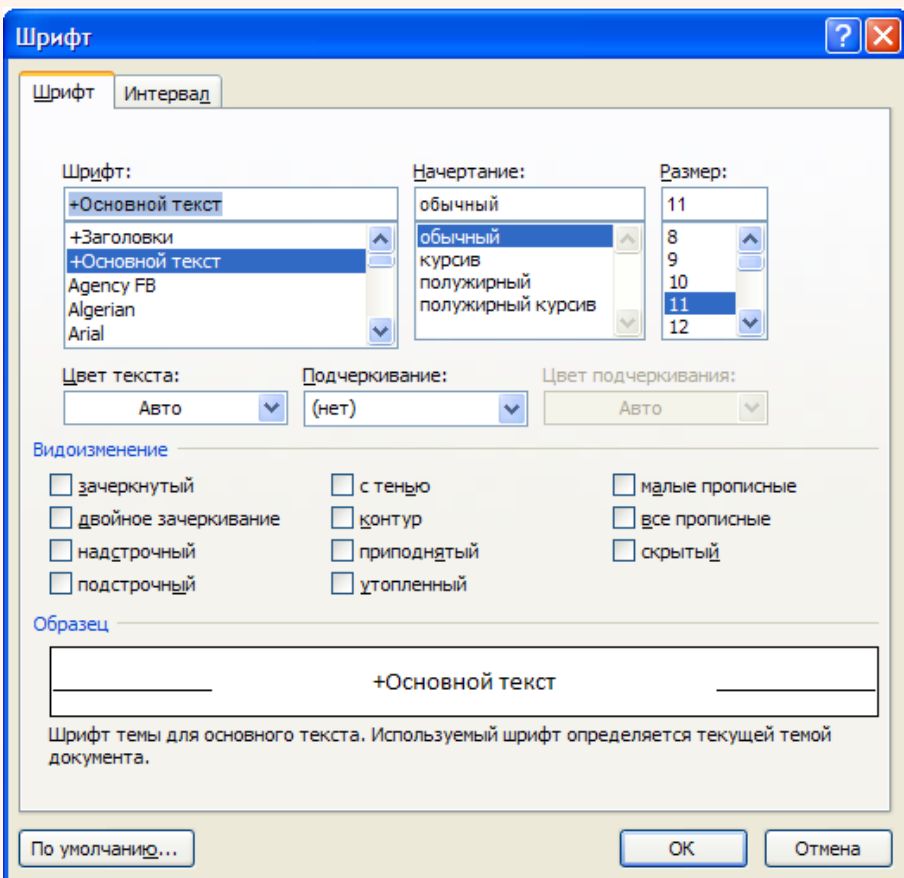 Шрифт
Шрифт Интервал
Шрифт: Начертание: Размер:
+Основной текст обычный 11
+Заголовки обычный 8
+Основной текст курсив 9
Agency FB полужирный 10
Algerian полужирный курсив 11
Arial 12
Цвет текста: Подчеркивание: Цвет подчеркивания:
Авто (нет) Авто
Видоизменение
зачеркнутый с тенью малые прописные
двойное зачеркивание контур все прописные
надстрочный приподнятый скрытый
подстрочный утопленный
Образец
+Основной текст
Шрифт темы для основного текста. Используемый шрифт определяется текущей темой
документа.
По умолчанию... ОК Отмена